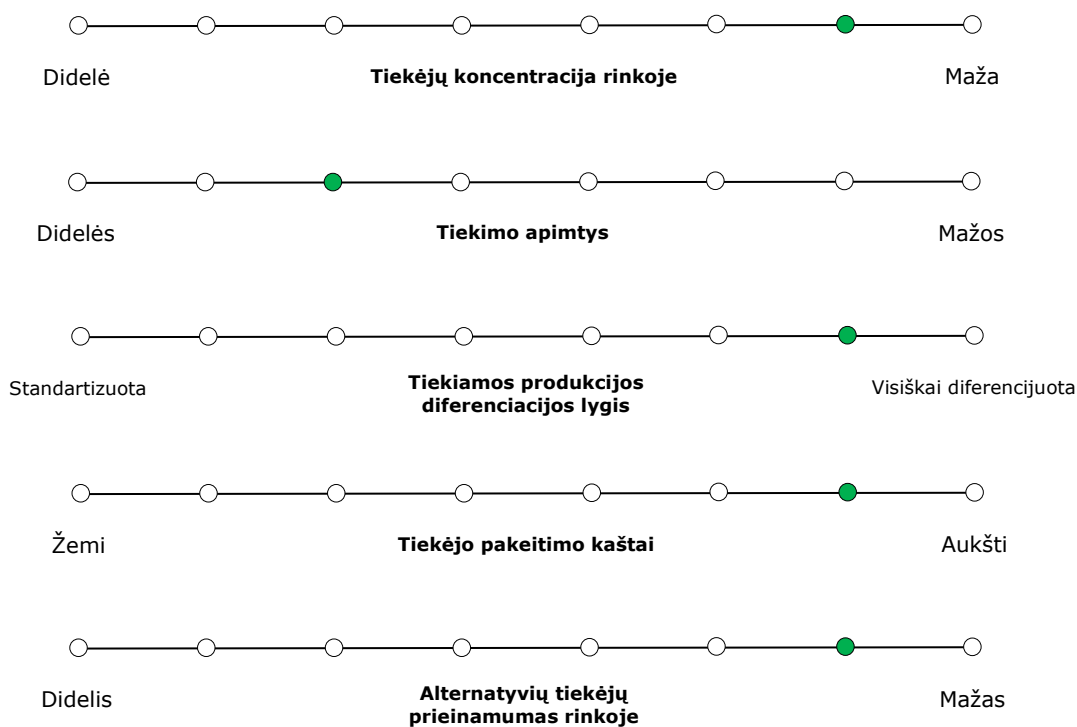 Didelė Tiekėjų koncentracija rinkoje Maža
Didelės Tiekimo apimtys Mažos
Standartizuota Tiekiamos produkcijos diferenciacijos lygis Visiškai diferencijuota
Žemi Tiekėjo pakeitimo kaštai Aukšti
Didelis Alternatyvių tiekėjų prieinamumas rinkoje Mažas